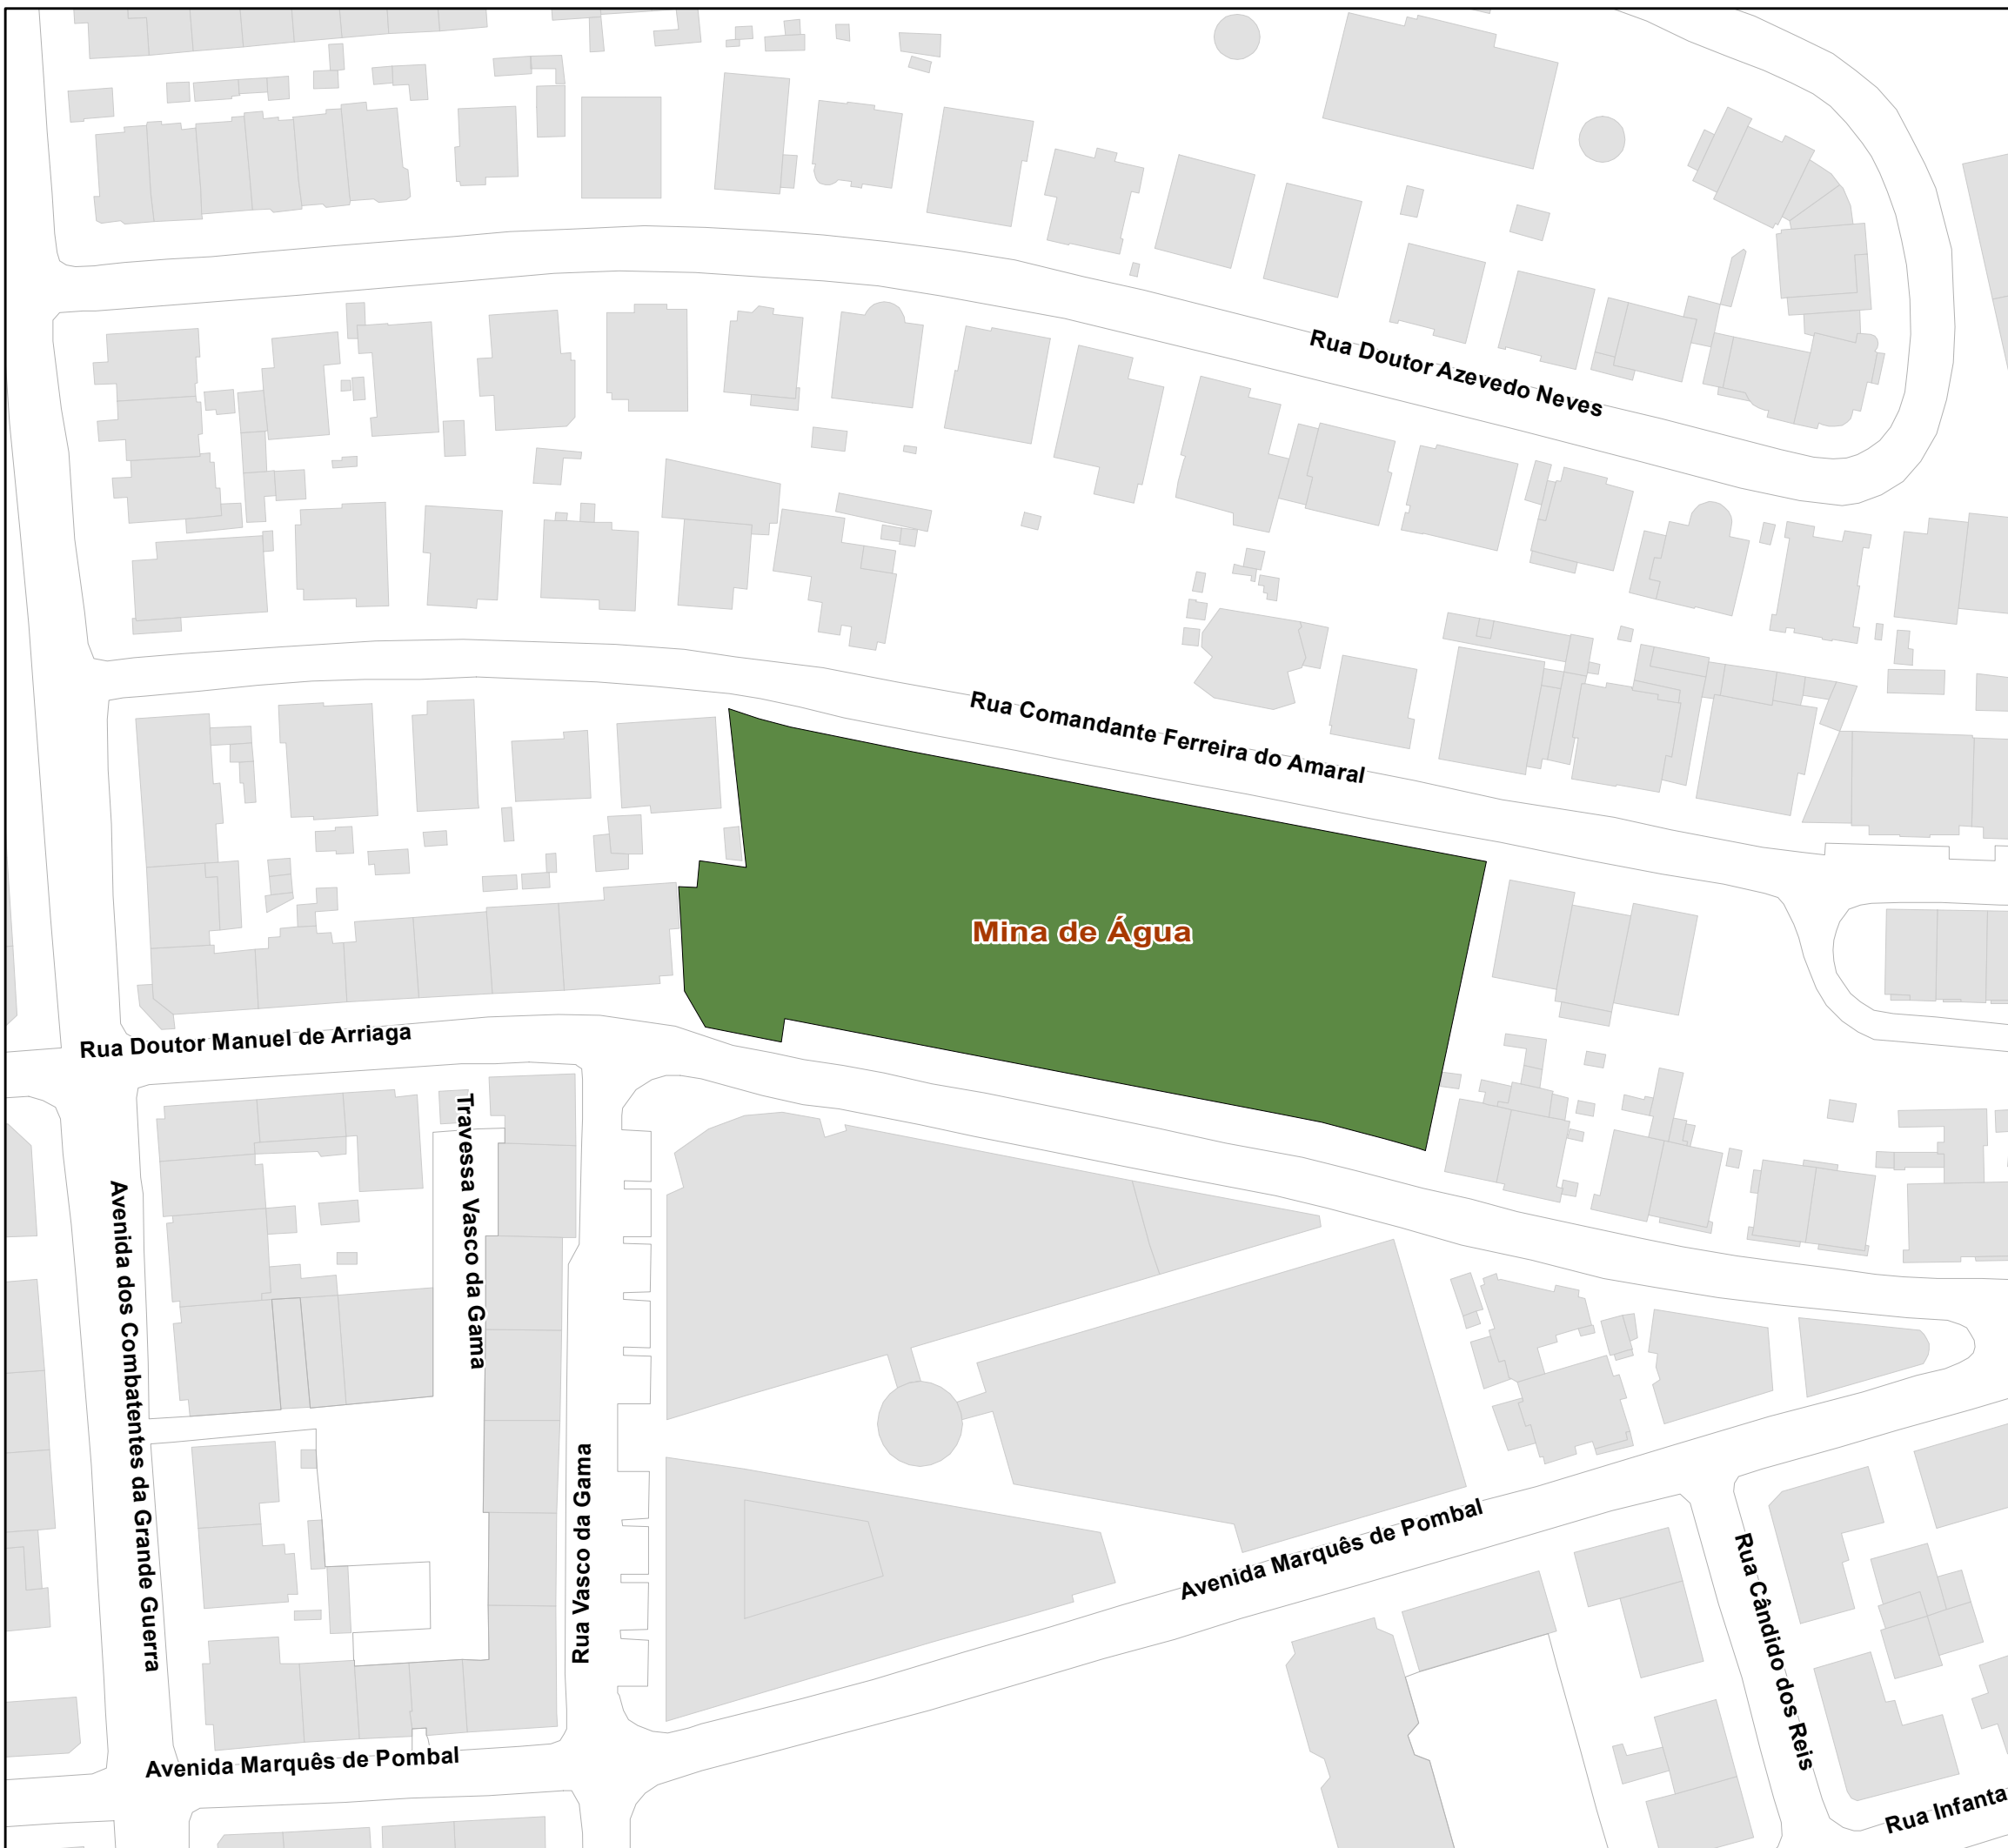 Rua Doutor Azevedo Neves
Rua Comandante Ferreira do Amaral
Mina de Água
Rua Doutor Manuel de Arriaga
Travessa Vasco da Gama
Avenida dos Combatentes da Grande Guerra
Rua Vasco da Gama
Avenida Marquês de Pombal
Rua Cândido dos Reis
Avenida Marquês de Pombal
Rua Infanta